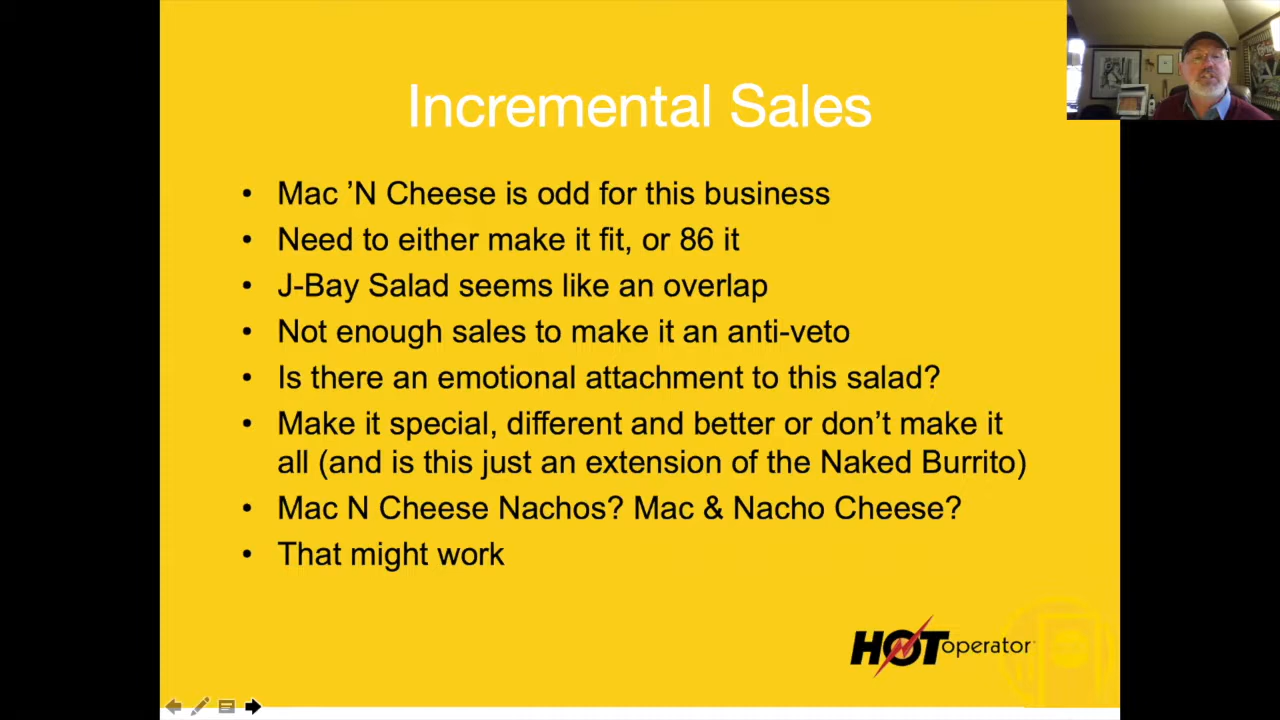 Incremental Sales
• Mac ’N Cheese is odd for this business
• Need to either make it fit, or 86 it
• J-Bay Salad seems like an overlap
• Not enough sales to make it an anti-veto
• Is there an emotional attachment to this salad?
• Make it special, different and better or don’t make it
all (and is this just an extension of the Naked Burrito)
• Mac N Cheese Nachos? Mac & Nacho Cheese?
• That might work
HOToperator